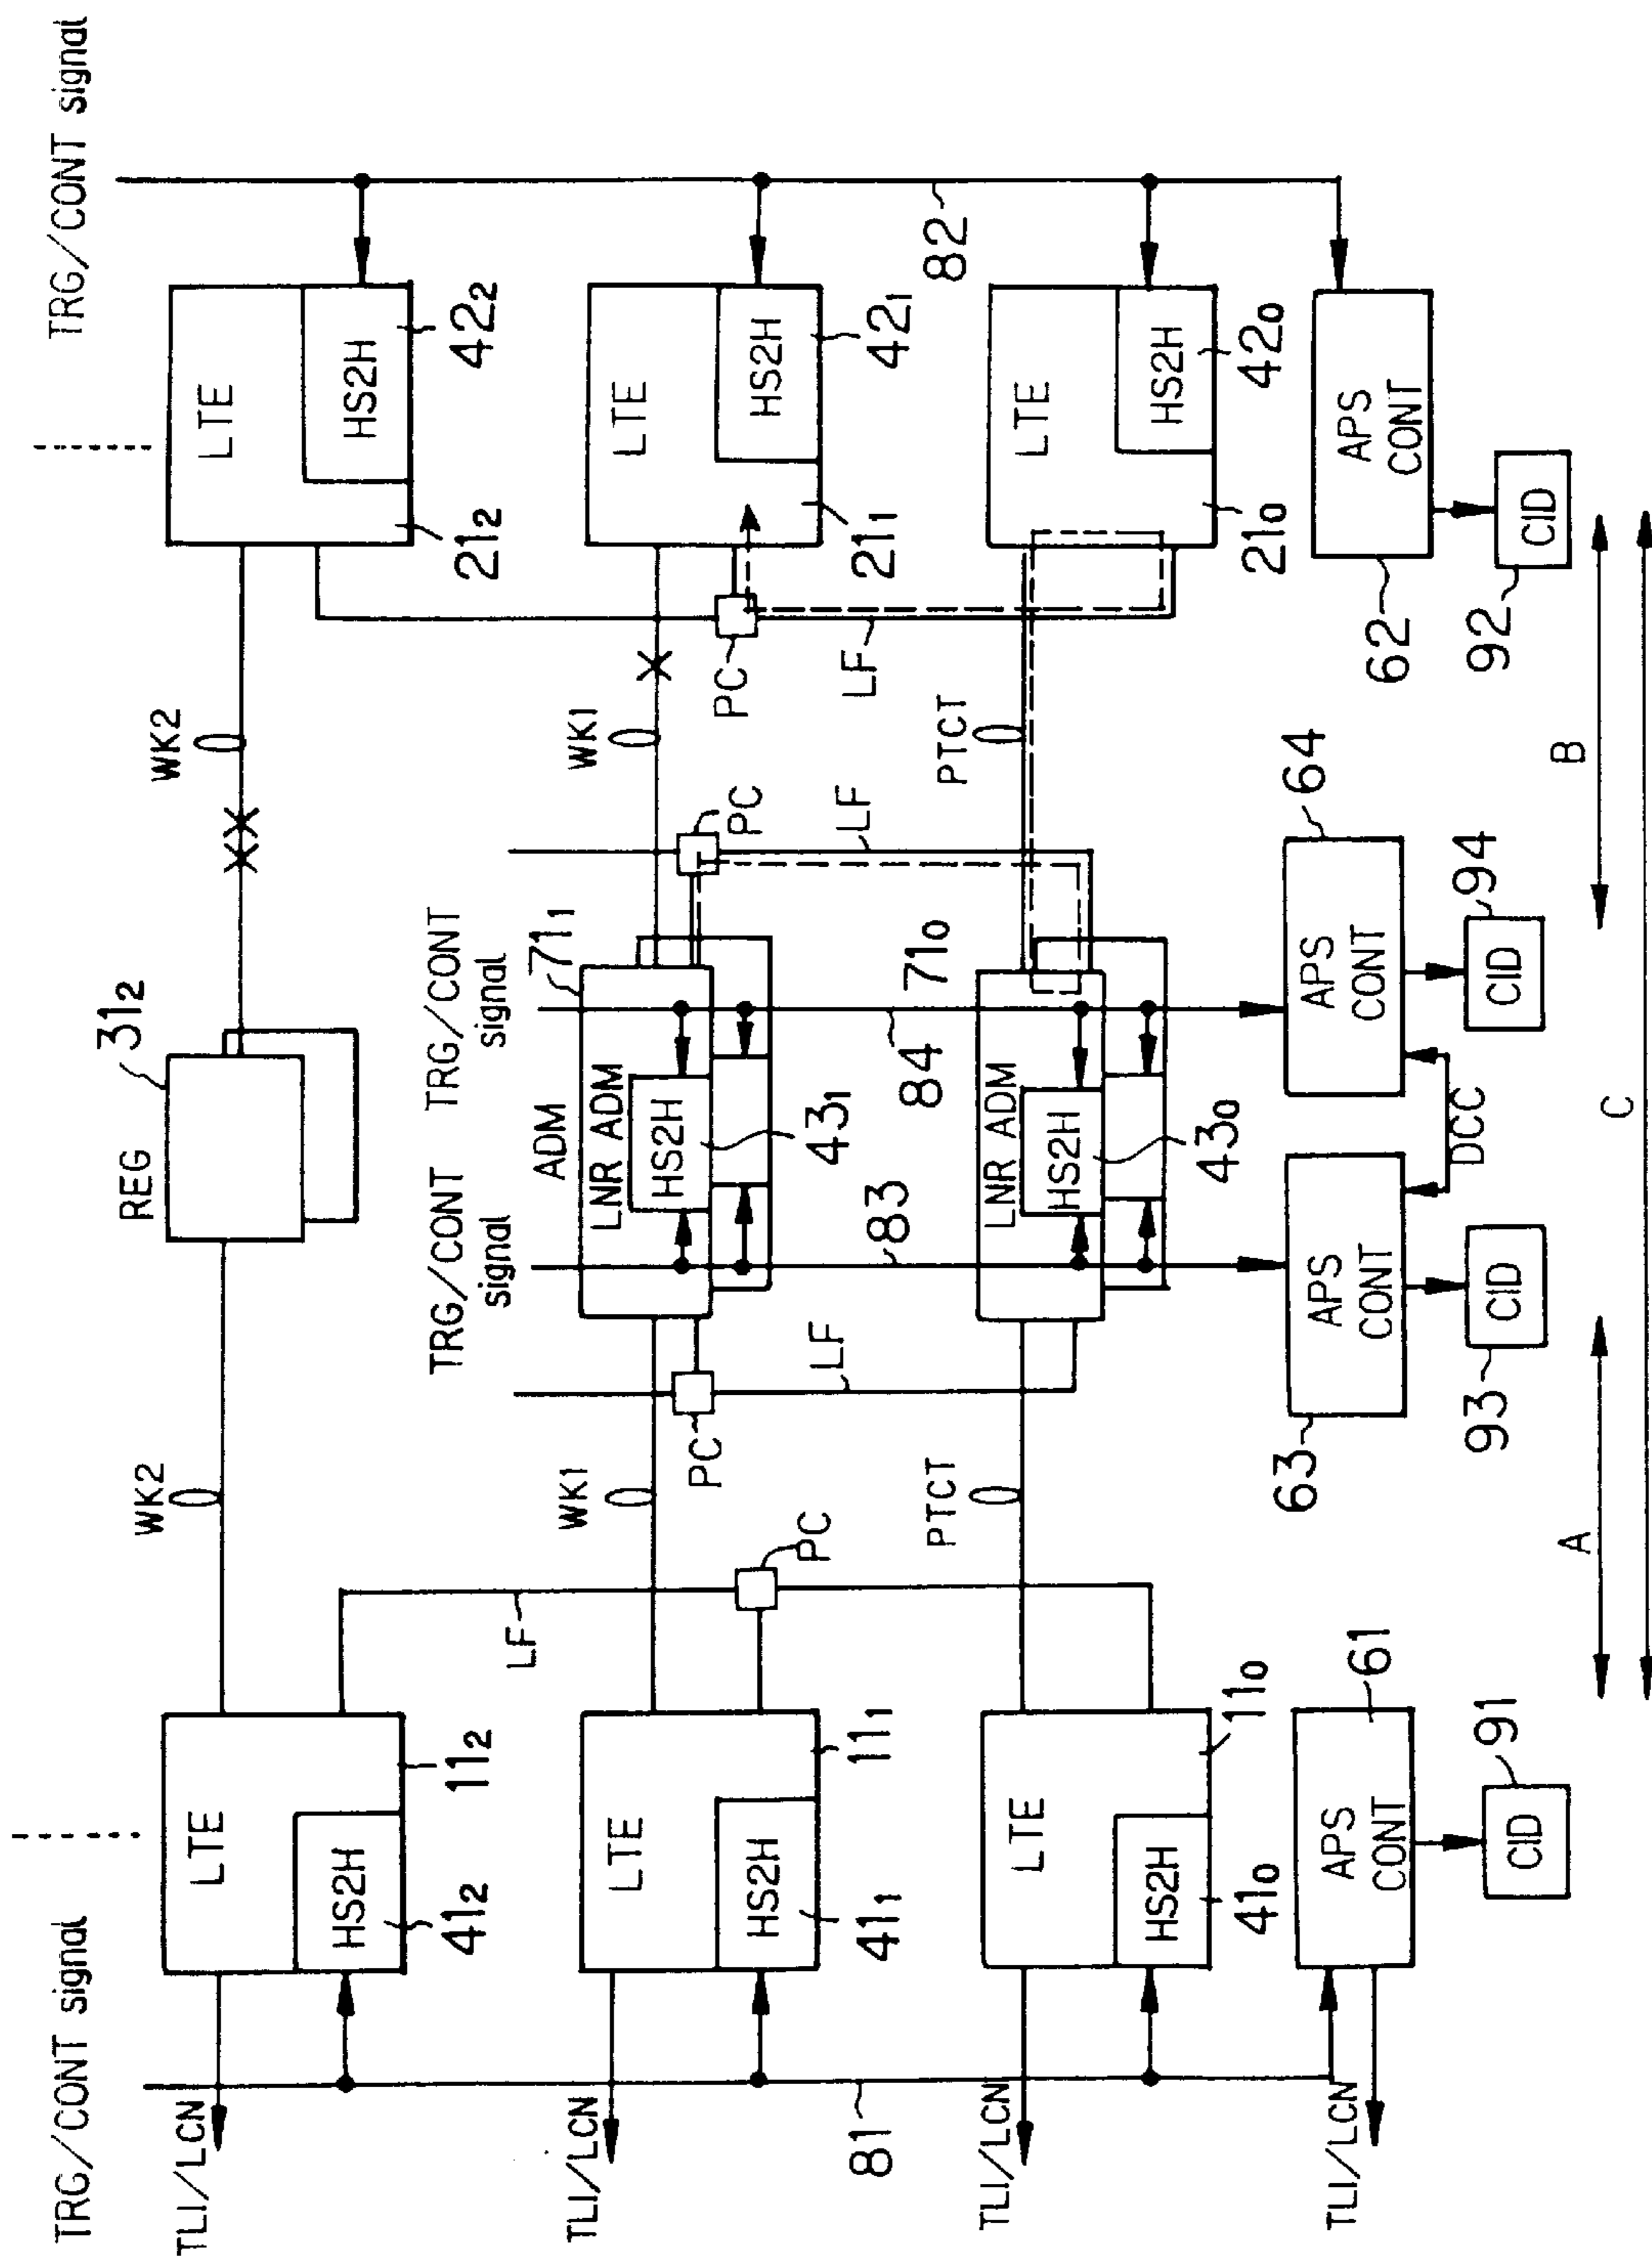 TRG/CONT signal
TLI/LCN
LTE
HS2H
41₂
11₂
WK2
LF
REG
31₂
WK2
LTE
HS2H
42₂
21₂
TRG/CONT signal
TLI/LCN
LTE
HS2H
41₁
11₁
PC
WK1
PC
LF
TRG/CONT
signal
TRG/CONT
signal
ADM
LNR ADM
HS2H
43₁
71₁
PC
LF
WK1
PC
LF
LTE
HS2H
42₁
21₁
81
83
84
82
TLI/LCN
LTE
HS2H
41₀
11₀
PTCT
LNR ADM
HS2H
43₀
71₀
PTCT
LTE
HS2H
42₀
21₀
TLI/LCN
APS
CONT
61
CID
91
APS
CONT
63
CID
93
DCC
APS
CONT
64
CID
94
APS
CONT
62
CID
92
A
B
C